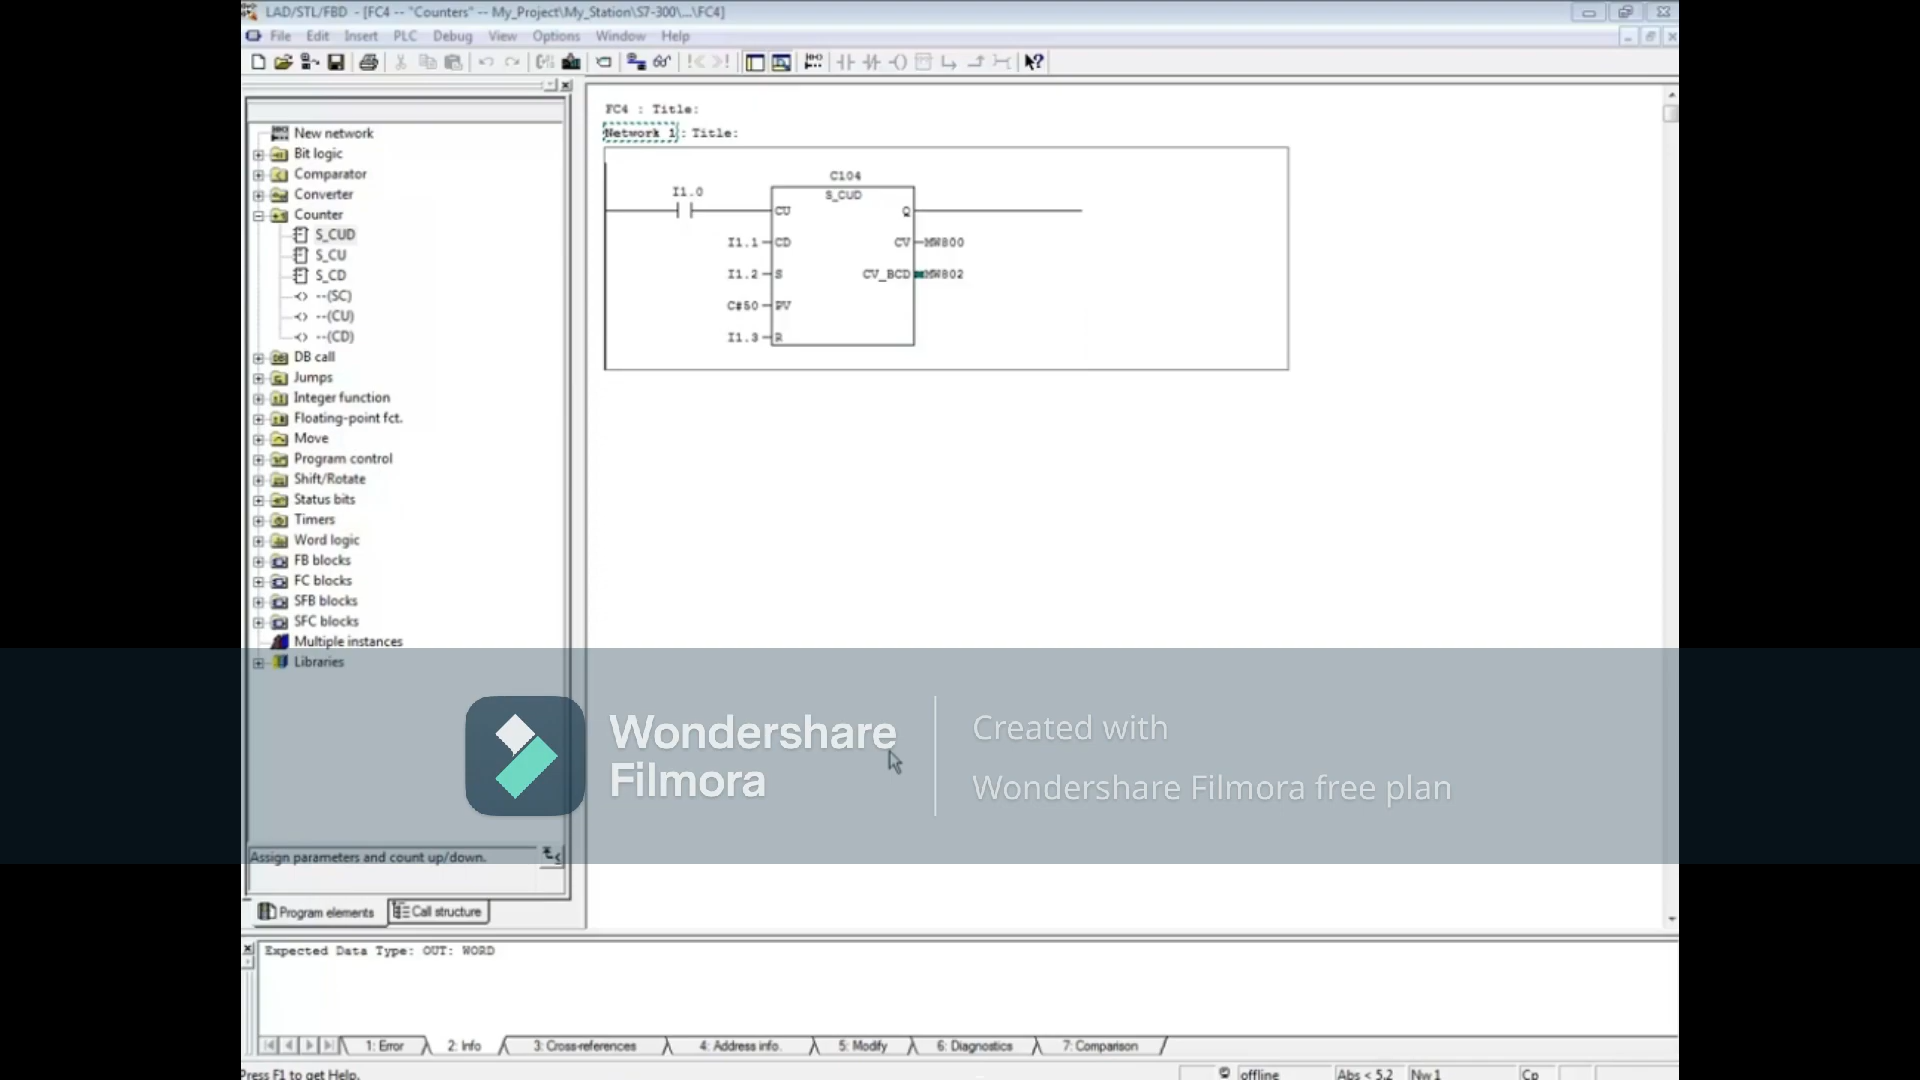 LAD/STL/FBD - [FC4 -- "Counters" -- My_Project\My_Station\S7-300\...\FC4]
File Edit Insert PLC Debug View Options Window Help
New network
Bit logic
Comparator
Converter
Counter
S_CUD
S_CU
S_CD
--(SC)
--(CU)
--(CD)
DB call
Jumps
Integer function
Floating-point fct.
Move
Program control
Shift/Rotate
Status bits
Timers
Word logic
FB blocks
FC blocks
SFB blocks
SFC blocks
Multiple instances
Libraries
Assign parameters and count up/down.
Program elements Call structure
FC4 : Title:
Network 1: Title:
C104
I1.0 S_CUD
CU Q
I1.1 CD CV MW800
I1.2 S CV_BCD MW802
C#50 PV
I1.3 R
Wondershare
Filmora
Created with
Wondershare Filmora free plan
Expected Data Type: OUT: WORD
1: Error 2: Info 3: Cross-references 4: Address info. 5: Modify 6: Diagnostics 7: Comparison
Press F1 to get Help. offline Abs < 5.2 Nw 1